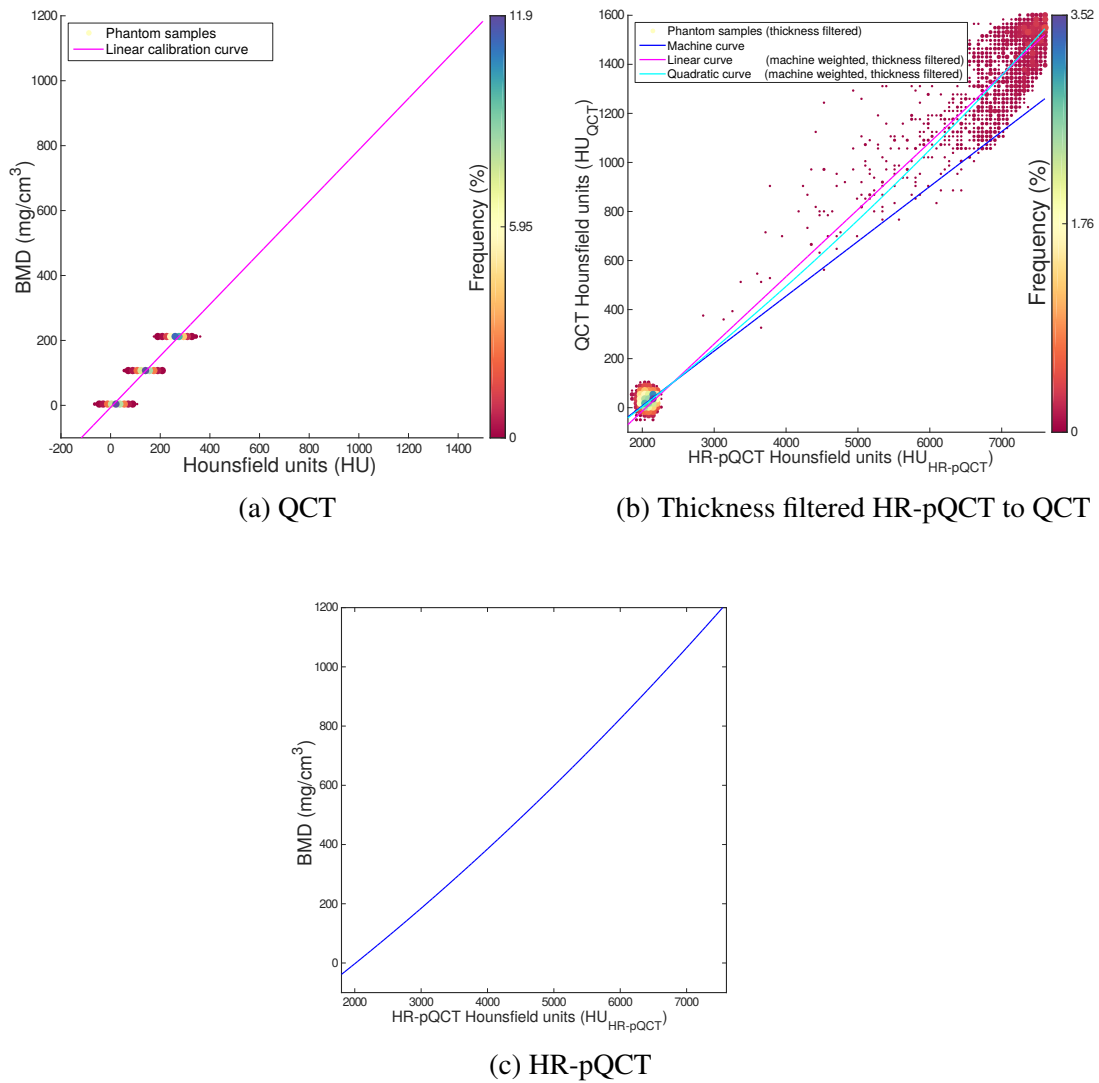 1200
1000
800
600
400
200
0
BMD (mg/cm3)
-200 0 200 400 600 800 1000 1200 1400
Hounsfield units (HU)
Phantom samples
Linear calibration curve
11.9
5.95
0
Frequency (%)
(a) QCT
1600
1400
1200
1000
800
600
400
200
0
QCT Hounsfield units (HUQCT)
2000 3000 4000 5000 6000 7000
HR-pQCT Hounsfield units (HUHR-pQCT)
Phantom samples (thickness filtered)
Machine curve
Linear curve (machine weighted, thickness filtered)
Quadratic curve (machine weighted, thickness filtered)
3.52
1.76
0
Frequency (%)
(b) Thickness filtered HR-pQCT to QCT
1200
1000
800
600
400
200
0
BMD (mg/cm3)
2000 3000 4000 5000 6000 7000
HR-pQCT Hounsfield units (HUHR-pQCT)
(c) HR-pQCT